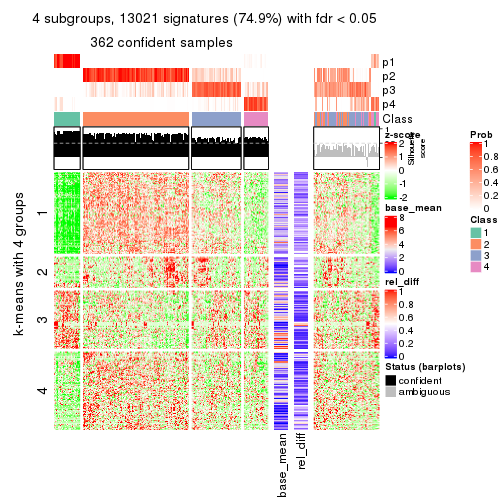 4 subgroups, 13021 signatures (74.9%) with fdr < 0.05
362 confident samples
p1
p2
p3
p4
Class
1
Silhouette
score
z-score
2
1
0
-1
-2
base_mean
8
6
4
2
0
rel_diff
1
0.8
0.6
0.4
0.2
0
Status (barplots)
confident
ambiguous
Prob
1
0.8
0.6
0.4
0.2
0
Class
1
2
3
4
k-means with 4 groups
1
2
3
4
base_mean
rel_diff